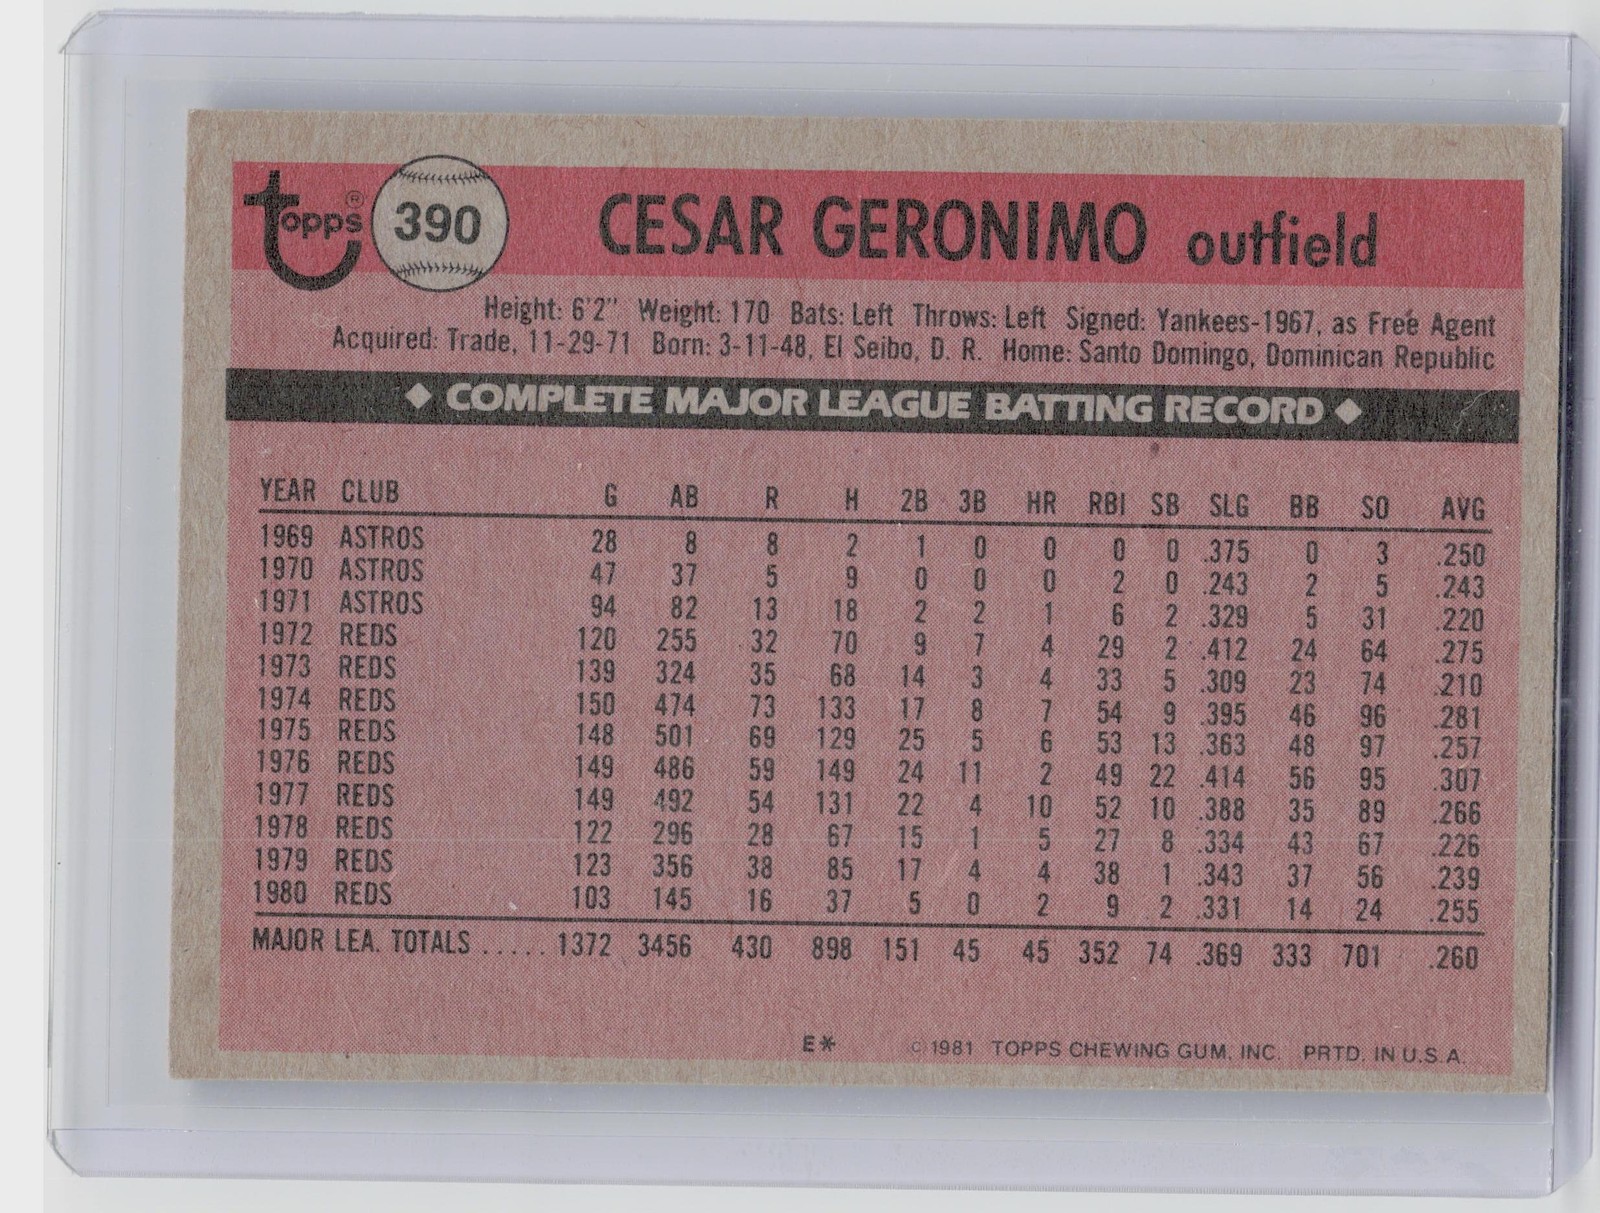 topps ® 390 CESAR GERONIMO outfield
Height: 6'2" Weight: 170 Bats: Left Throws: Left Signed: Yankees-1967, as Free Agent
Acquired: Trade, 11-29-71 Born: 3-11-48, El Seibo, D. R. Home: Santo Domingo, Dominican Republic
◆ COMPLETE MAJOR LEAGUE BATTING RECORD ◆
YEAR CLUB G AB R H 2B 3B HR RBI SB SLG BB SO AVG
1969 ASTROS 28 8 8 2 1 0 0 0 0 .375 0 3 .250
1970 ASTROS 47 37 5 9 0 0 0 2 0 .243 2 5 .243
1971 ASTROS 94 82 13 18 2 2 1 6 2 .329 5 31 .220
1972 REDS 120 255 32 70 9 7 4 29 2 .412 24 64 .275
1973 REDS 139 324 35 68 14 3 4 33 5 .309 23 74 .210
1974 REDS 150 474 73 133 17 8 7 54 9 .395 46 96 .281
1975 REDS 148 501 69 129 25 5 6 53 13 .363 48 97 .257
1976 REDS 149 486 59 149 24 11 2 49 22 .414 56 95 .307
1977 REDS 149 492 54 131 22 4 10 52 10 .388 35 89 .266
1978 REDS 122 296 28 67 15 1 5 27 8 .334 43 67 .226
1979 REDS 123 356 38 85 17 4 4 38 1 .343 37 56 .239
1980 REDS 103 145 16 37 5 0 2 9 2 .331 14 24 .255
MAJOR LEA. TOTALS ..... 1372 3456 430 898 151 45 45 352 74 .369 333 701 .260
E* © 1981 TOPPS CHEWING GUM, INC. PRTD. IN U.S.A.